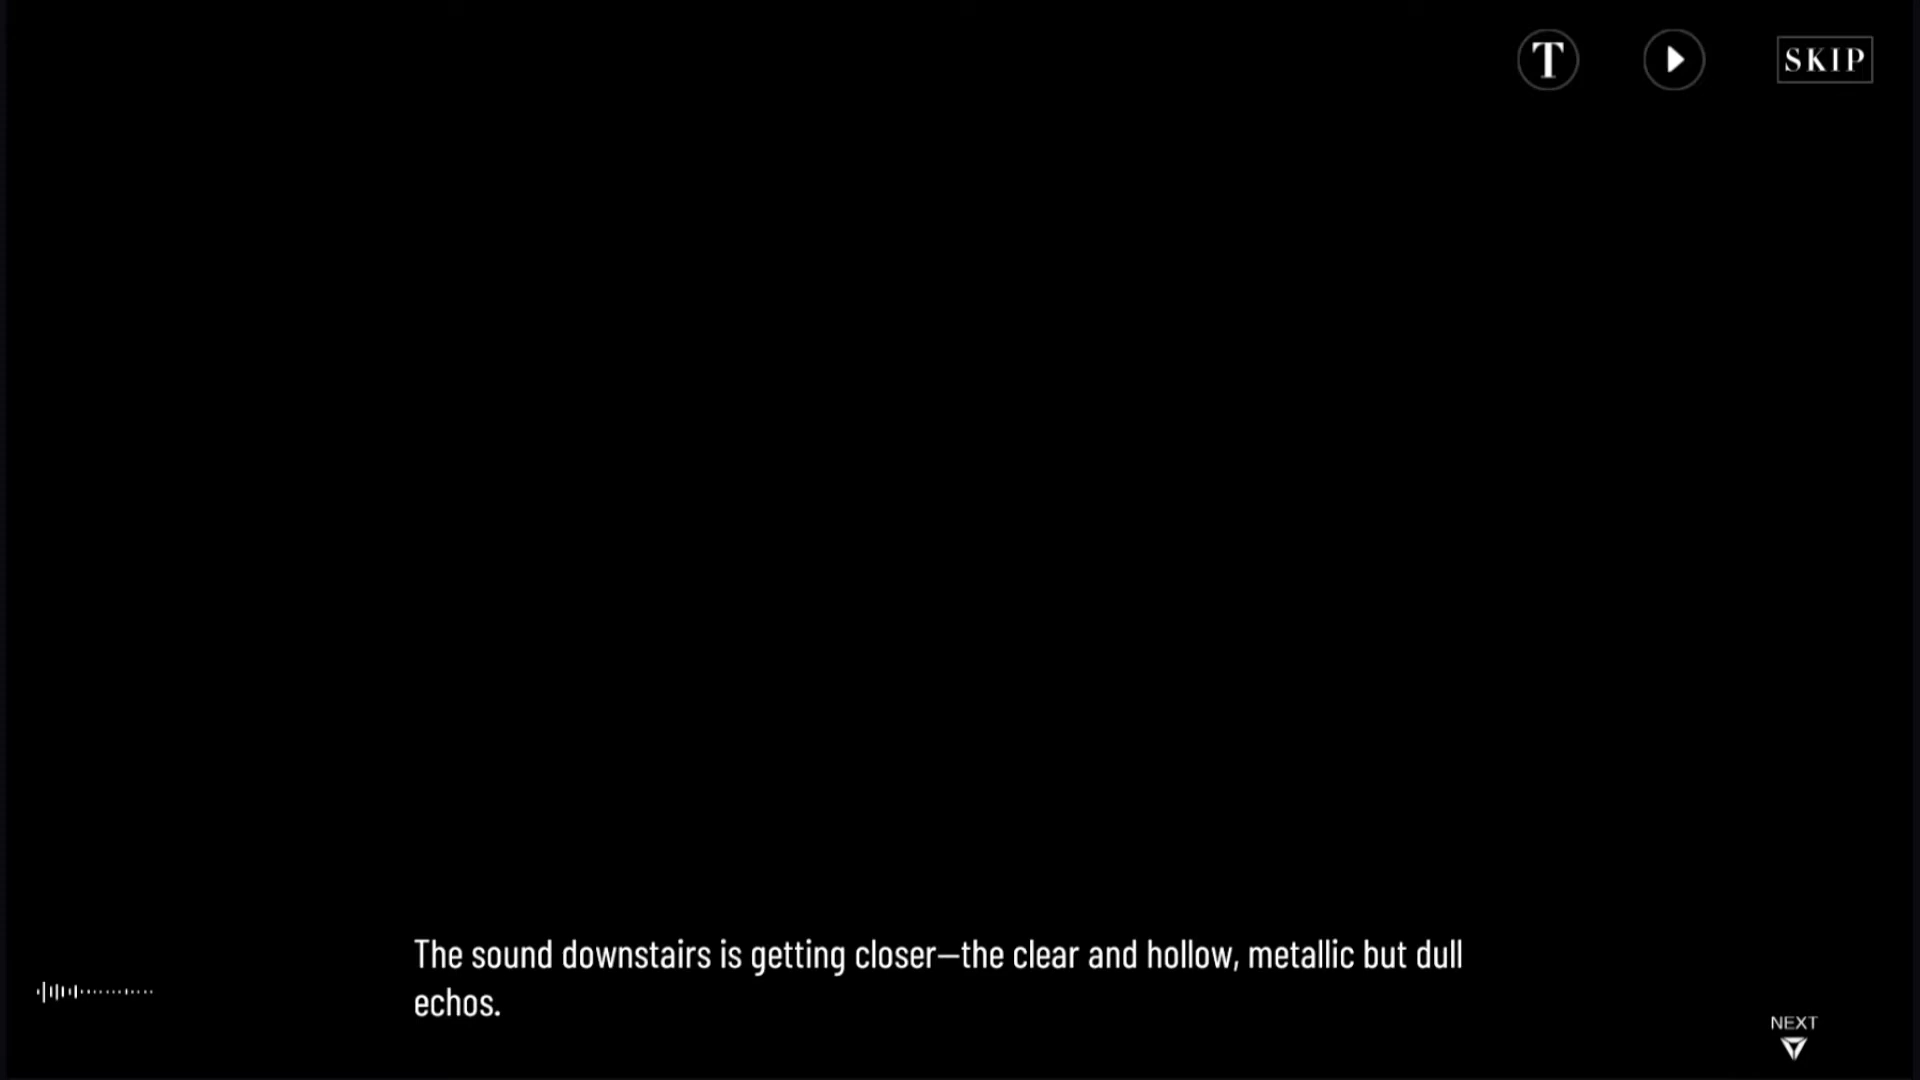 T
SKIP
The sound downstairs is getting closer—the clear and hollow, metallic but dull
echos.
NEXT